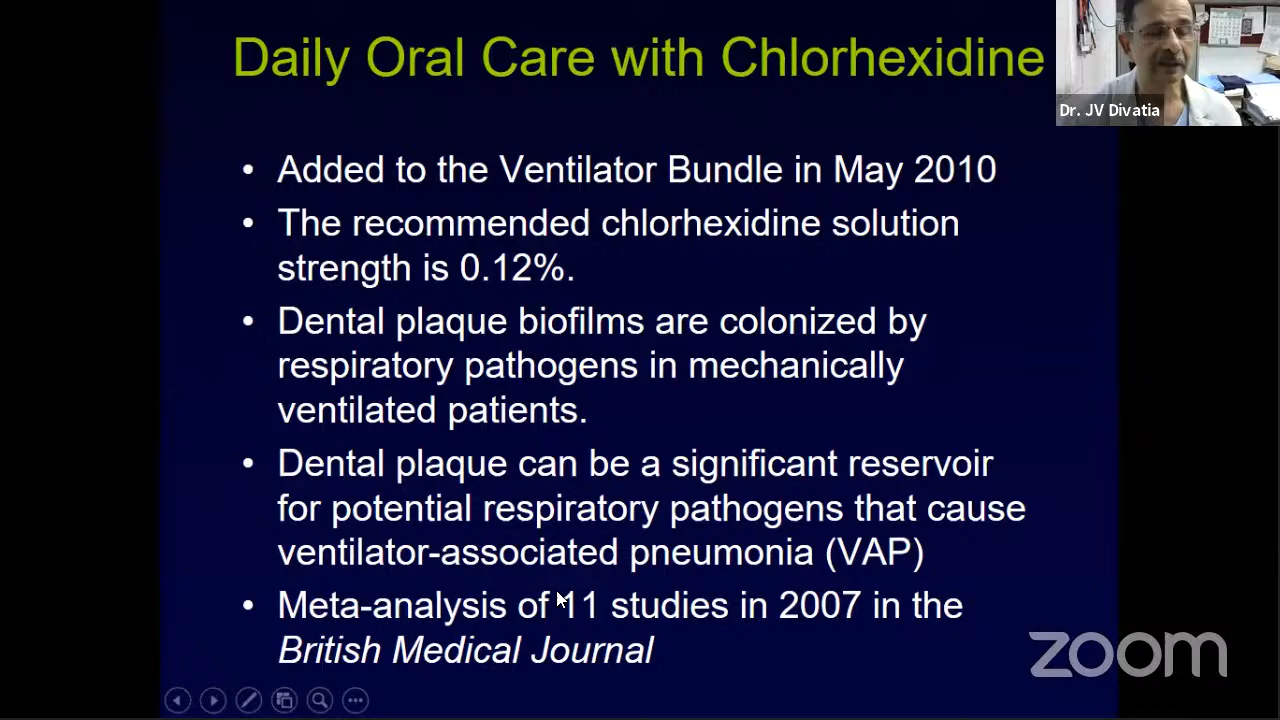 Daily Oral Care with Chlorhexidine
Dr. JV Divatia
• Added to the Ventilator Bundle in May 2010
• The recommended chlorhexidine solution
strength is 0.12%.
• Dental plaque biofilms are colonized by
respiratory pathogens in mechanically
ventilated patients.
• Dental plaque can be a significant reservoir
for potential respiratory pathogens that cause
ventilator-associated pneumonia (VAP)
• Meta-analysis of 11 studies in 2007 in the
British Medical Journal
zoom